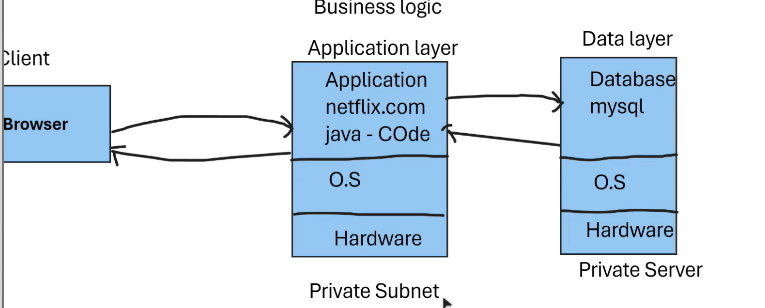 Business logic
Client
Application layer
Data layer
Browser
Application
netflix.com
java - COde
O.S
Hardware
Private Subnet
Database
mysql
O.S
Hardware
Private Server